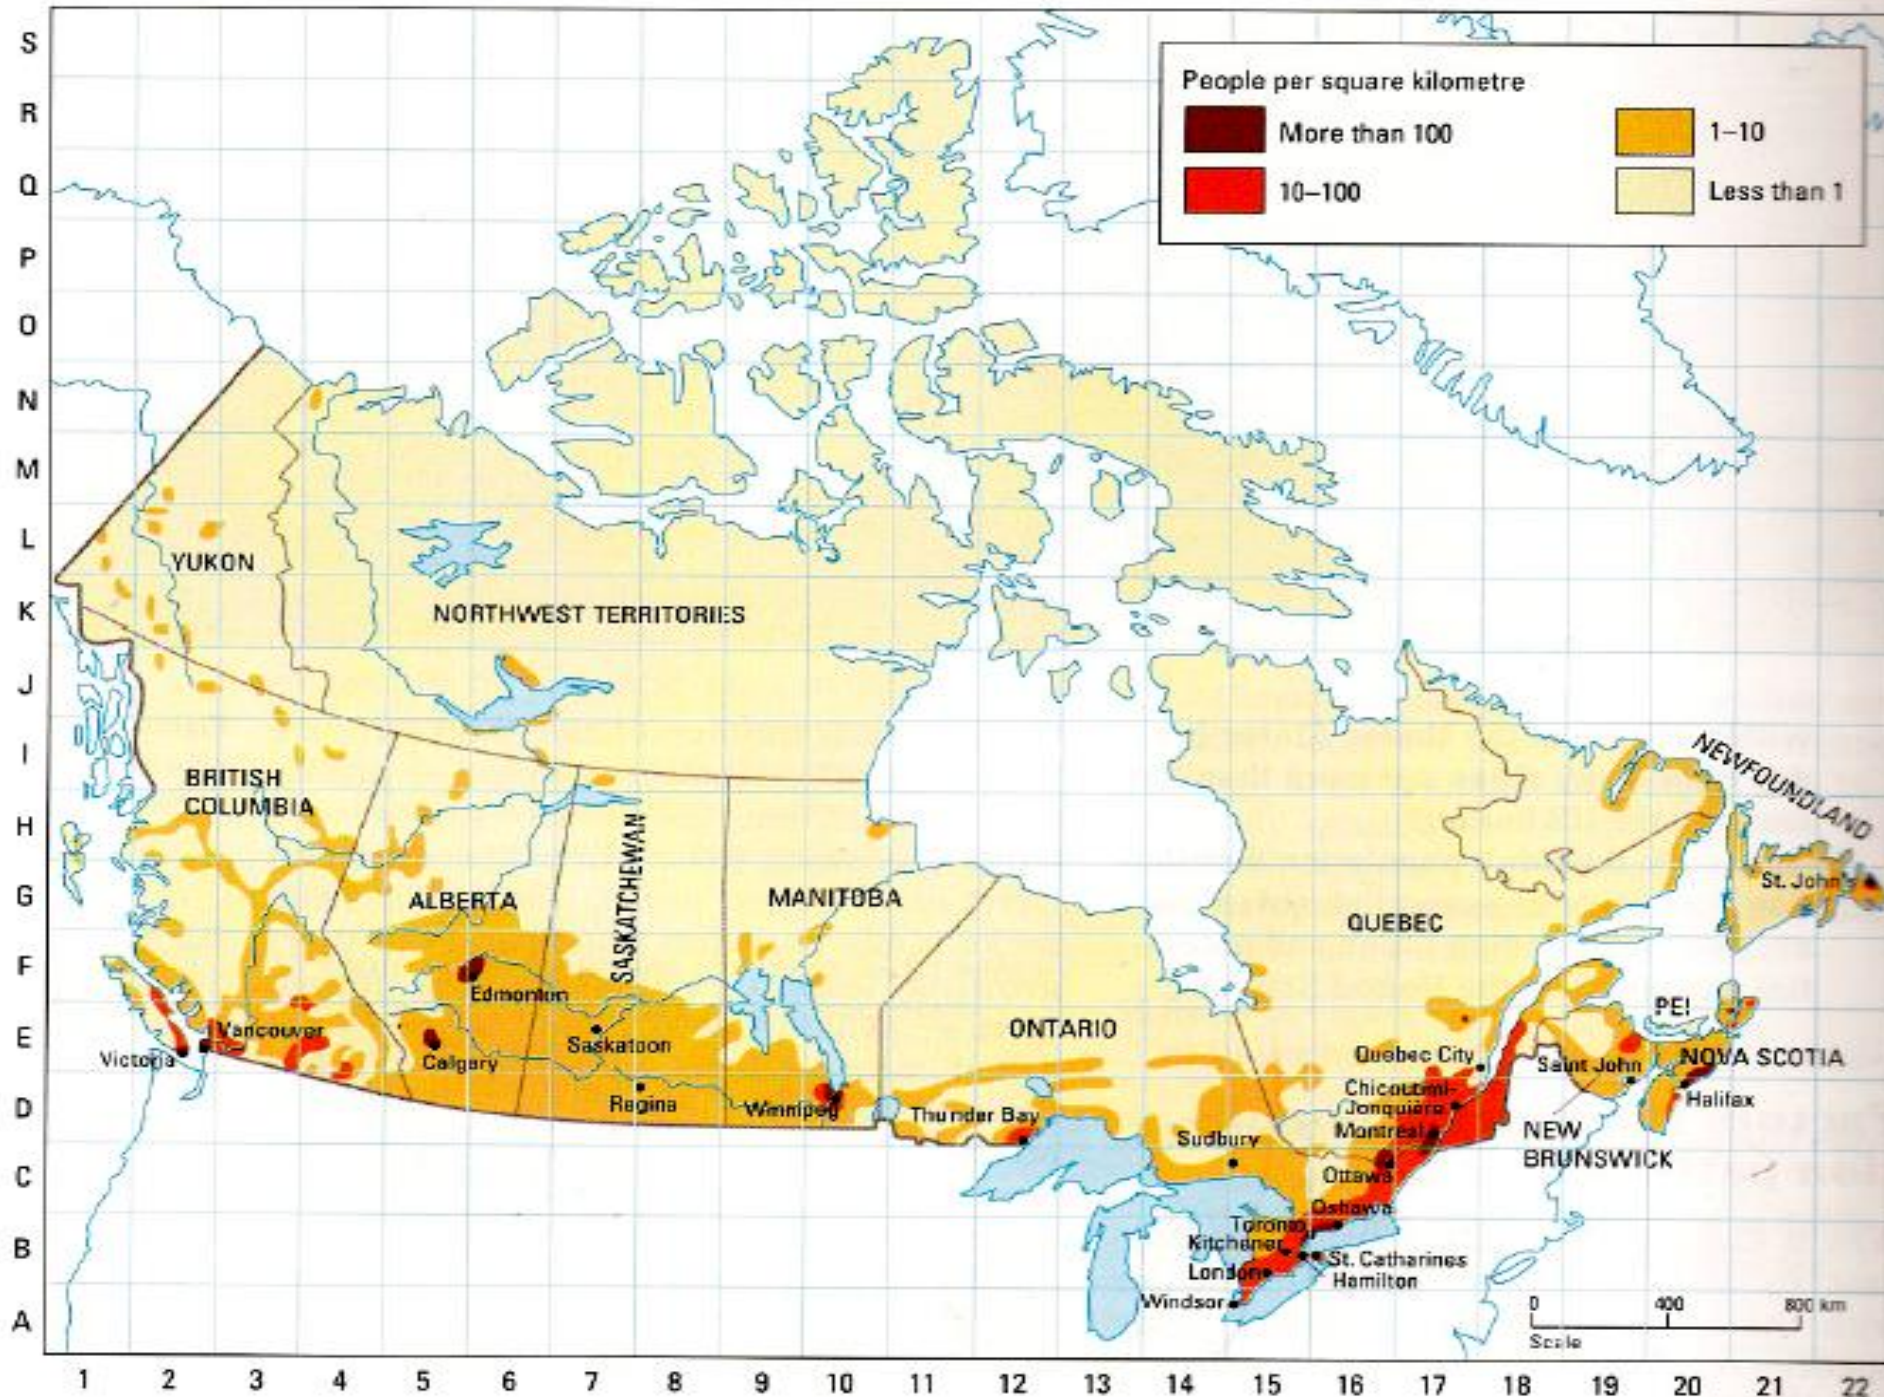 People per square kilometre
More than 100
1–10
10–100
Less than 1
S
R
Q
P
O
N
M
L
K
J
I
H
G
F
E
D
C
B
A
YUKON
NORTHWEST TERRITORIES
BRITISH
COLUMBIA
ALBERTA
SASKATCHEWAN
MANITOBA
ONTARIO
QUEBEC
NEWFOUNDLAND
St. John's
PEI
NOVA SCOTIA
NEW
BRUNSWICK
Edmonton
Vancouver
Victoria
Calgary
Saskatoon
Regina
Winnipeg
Thunder Bay
Sudbury
Quebec City
Chicoutimi-
Jonquière
Montreal
Ottawa
Oshawa
Toronto
Kitchener
London
Windsor
St. Catharines
Hamilton
Saint John
Halifax
0 400 800 km
Scale
1 2 3 4 5 6 7 8 9 10 11 12 13 14 15 16 17 18 19 20 21 22